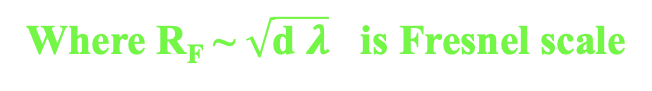 Where R_F ~ √(d λ) is Fresnel scale